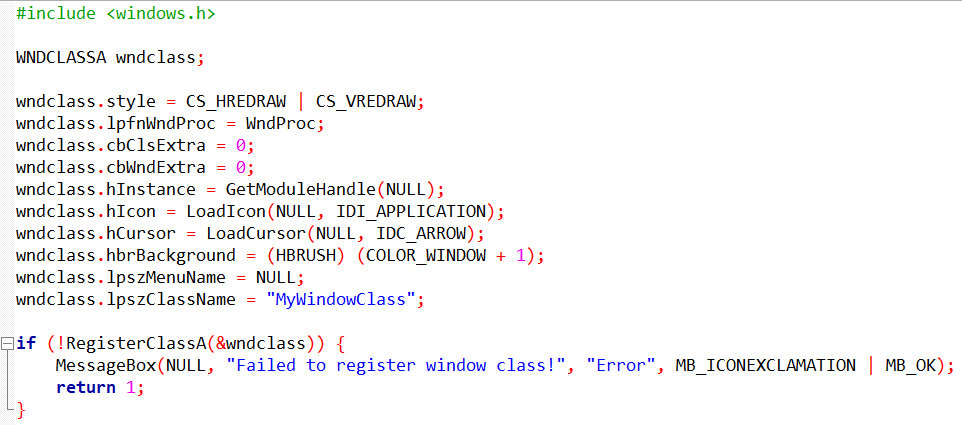 #include <windows.h>
WNDCLASSA wndclass;
wndclass.style = CS_HREDRAW | CS_VREDRAW;
wndclass.lpfnWndProc = WndProc;
wndclass.cbClsExtra = 0;
wndclass.cbWndExtra = 0;
wndclass.hInstance = GetModuleHandle(NULL);
wndclass.hIcon = LoadIcon(NULL, IDI_APPLICATION);
wndclass.hCursor = LoadCursor(NULL, IDC_ARROW);
wndclass.hbrBackground = (HBRUSH) (COLOR_WINDOW + 1);
wndclass.lpszMenuName = NULL;
wndclass.lpszClassName = "MyWindowClass";
if (!RegisterClassA(&wndclass)) {
    MessageBox(NULL, "Failed to register window class!", "Error", MB_ICONEXCLAMATION | MB_OK);
    return 1;
}